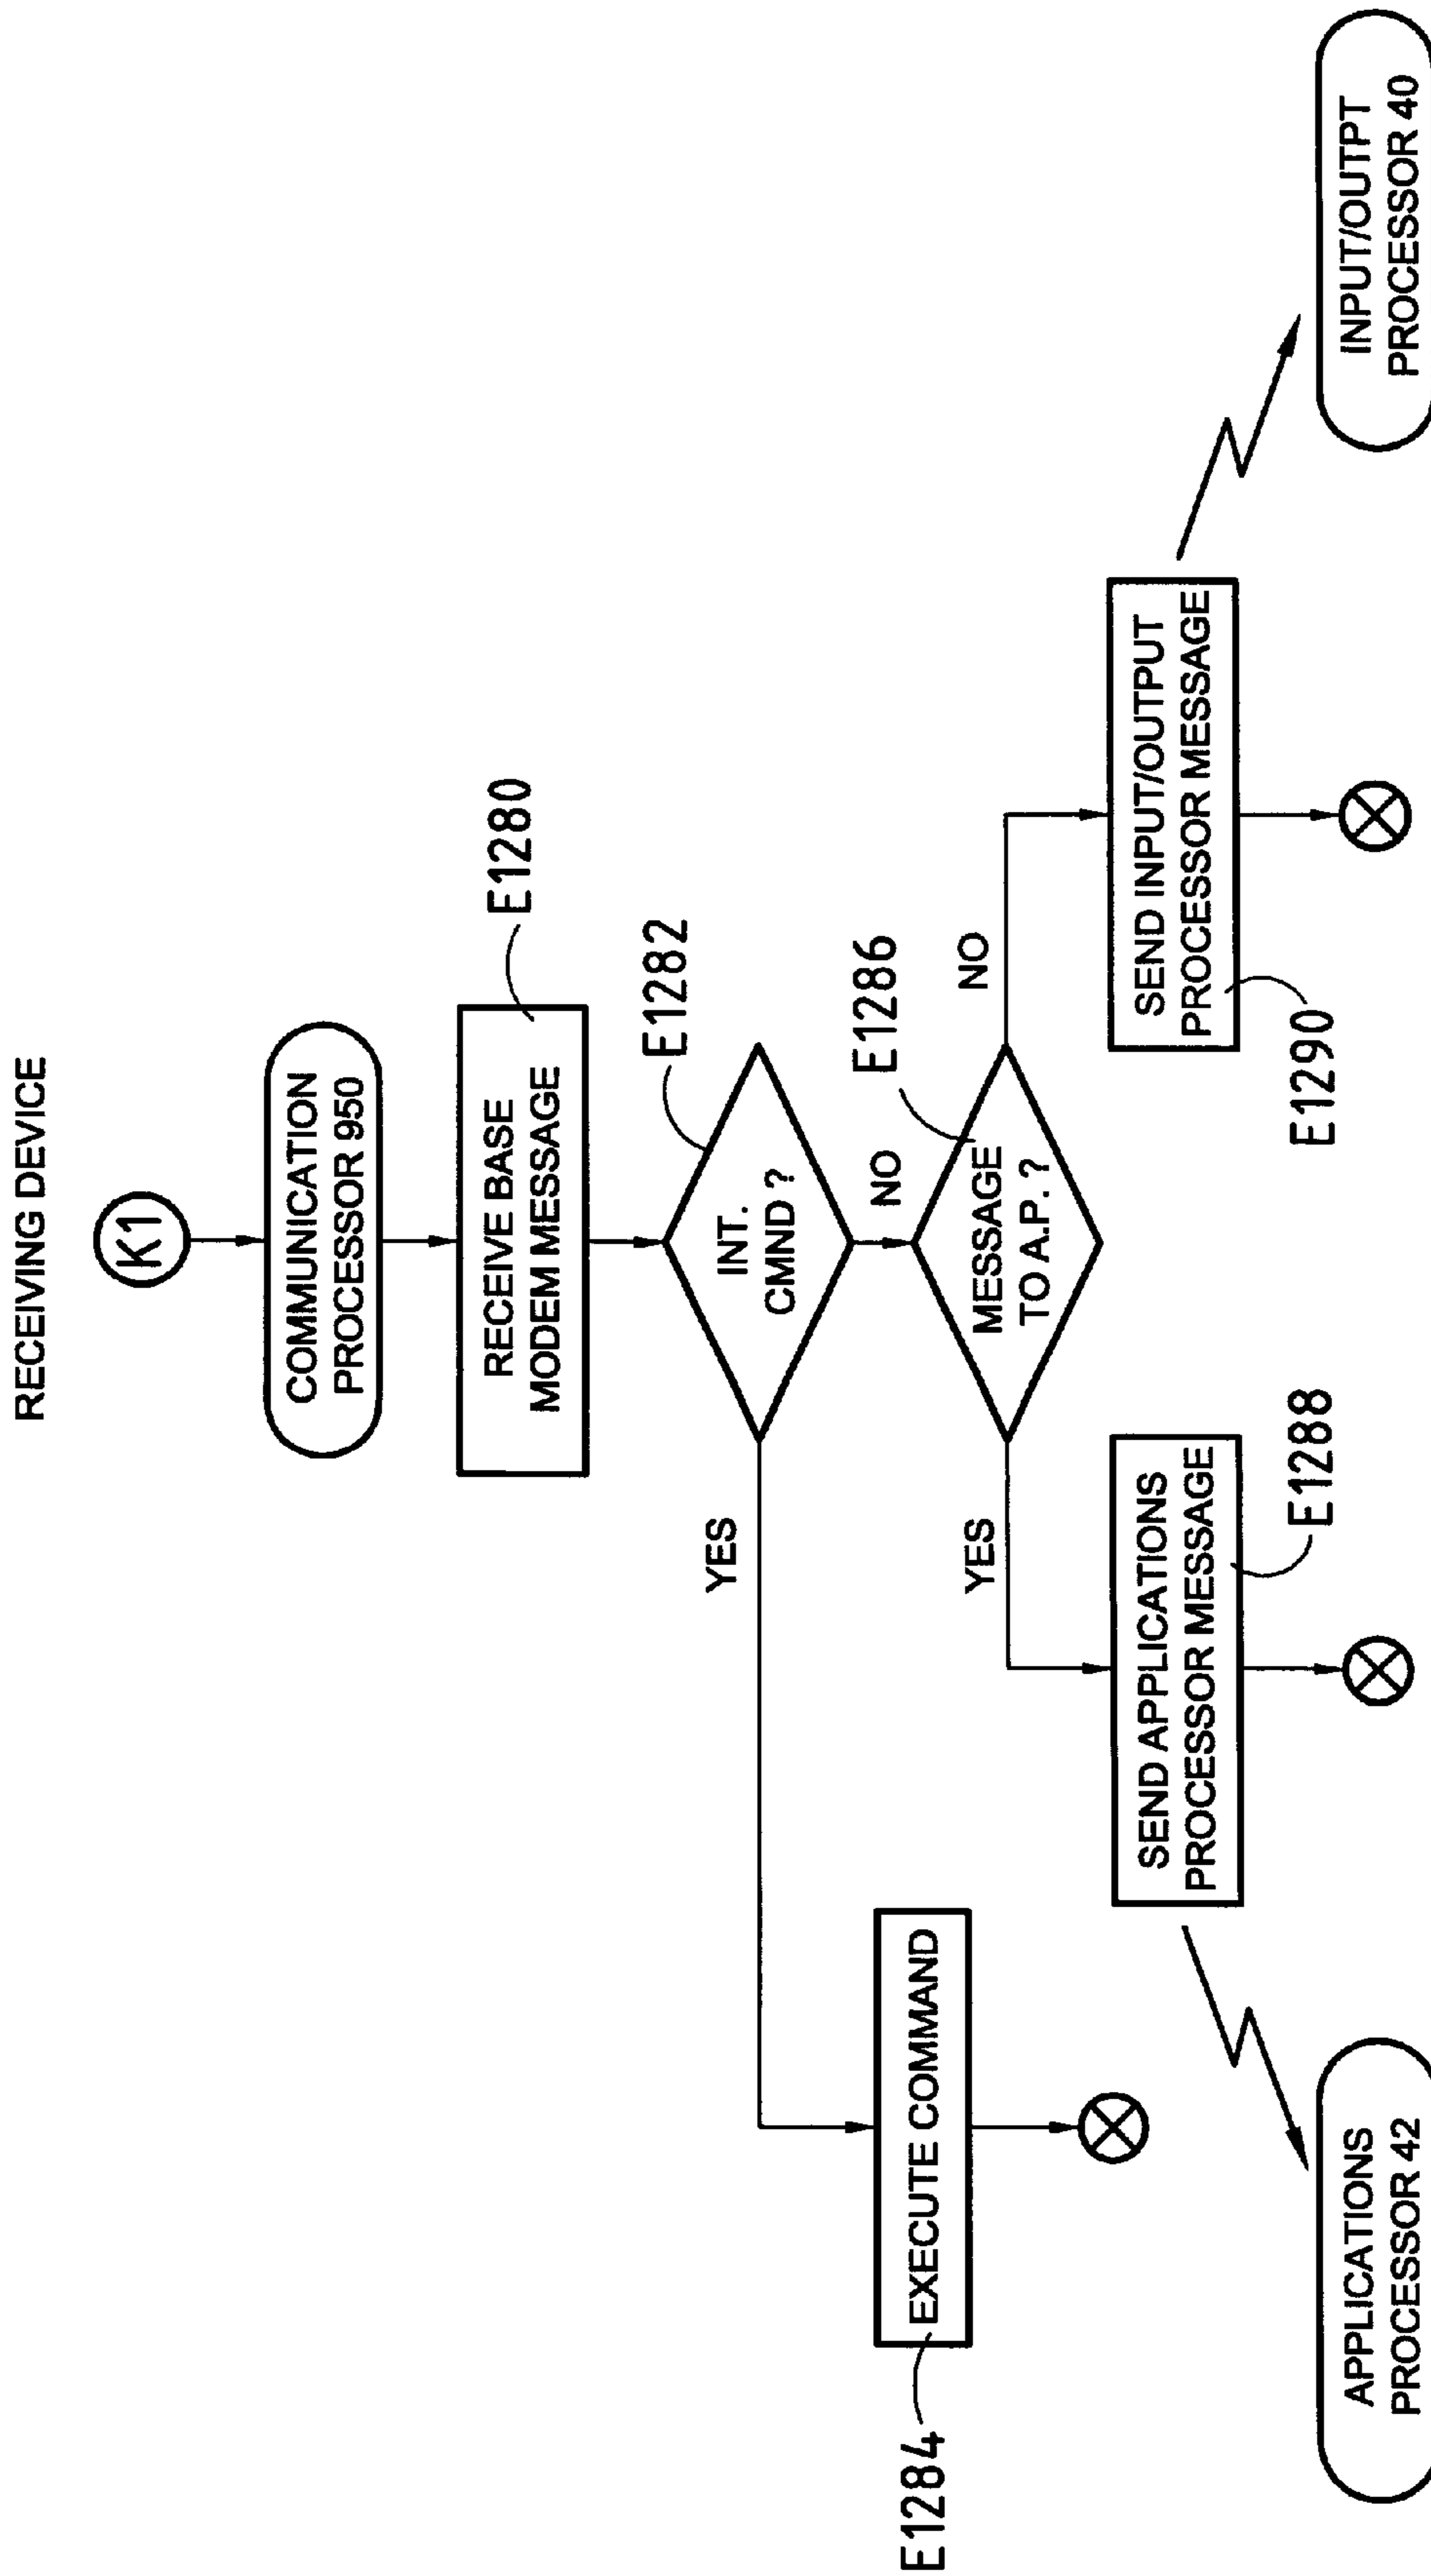 RECEIVING DEVICE
K1
COMMUNICATION
PROCESSOR 950
RECEIVE BASE
MODEM MESSAGE
E1280
INT.
CMND ?
E1282
YES
NO
E1284
EXECUTE COMMAND
MESSAGE
TO A.P. ?
E1286
YES
NO
SEND APPLICATIONS
PROCESSOR MESSAGE
E1288
SEND INPUT/OUTPUT
PROCESSOR MESSAGE
E1290
APPLICATIONS
PROCESSOR 42
INPUT/OUTPT
PROCESSOR 40